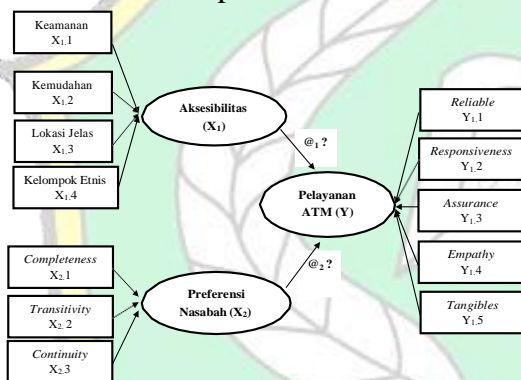 Keamanan
X1.1
Kemudahan
X1.2
Lokasi Jelas
X1.3
Kelompok Etnis
X1.4
Aksesibilitas
(X1)
@1 ?
Pelayanan
ATM (Y)
@2 ?
Completeness
X2.1
Transitivity
X2. 2
Continuity
X2.3
Preferensi
Nasabah (X2)
Reliable
Y1.1
Responsiveness
Y1.2
Assurance
Y1.3
Empathy
Y1.4
Tangibles
Y1.5